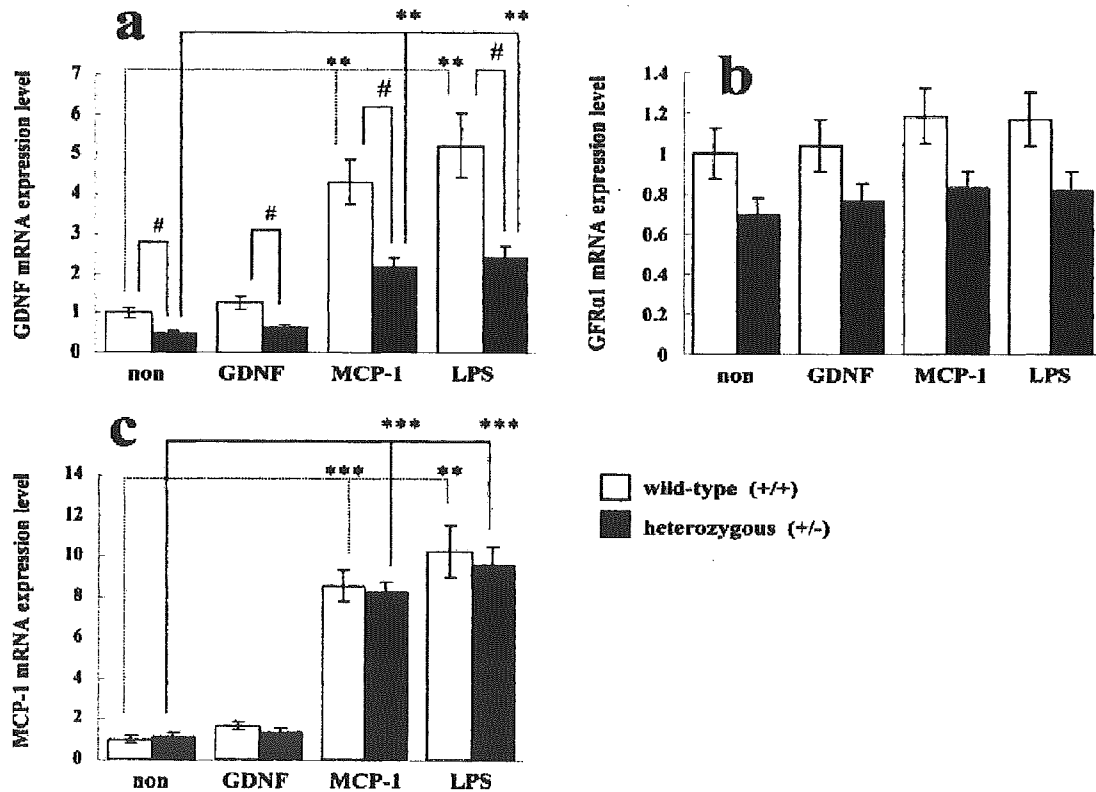 a
** **
GDNF mRNA expression level
7
6
5
4
3
2
1
0
** **
#
#
#
#
non GDNF MCP-1 LPS
b
GFRα1 mRNA expression level
1.4
1.2
1
0.8
0.6
0.4
0.2
0
non GDNF MCP-1 LPS
c
*** ***
MCP-1 mRNA expression level
14
12
10
8
6
4
2
0
*** **
non GDNF MCP-1 LPS
wild-type (+/+)
heterozygous (+/-)